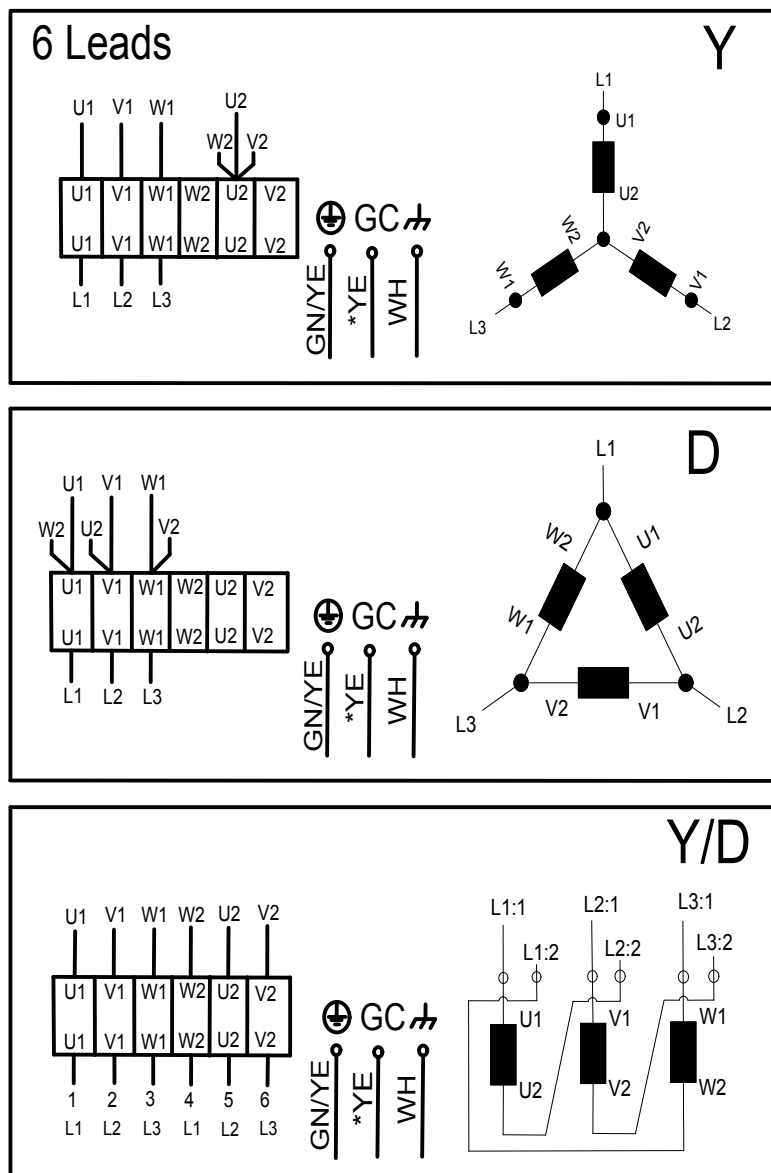 6 Leads
Y
U1 V1 W1 U2
W2 V2
U1 V1 W1 W2 U2 V2
U1 V1 W1 W2 U2 V2
L1 L2 L3
GC
GN/YE *YE WH
L1
U1
U2
W2 V2
W1 V1
L3 L2
D
U1 V1 W1
W2 U2 V2
U1 V1 W1 W2 U2 V2
U1 V1 W1 W2 U2 V2
L1 L2 L3
GC
GN/YE *YE WH
L1
W2 U1
W1 U2
V2 V1
L3 L2
Y/D
U1 V1 W1 W2 U2 V2
U1 V1 W1 W2 U2 V2
U1 V1 W1 W2 U2 V2
1 2 3 4 5 6
L1 L2 L3 L1 L2 L3
GC
GN/YE *YE WH
L1:1 L2:1 L3:1
L1:2 L2:2 L3:2
U1 V1 W1
U2 V2 W2